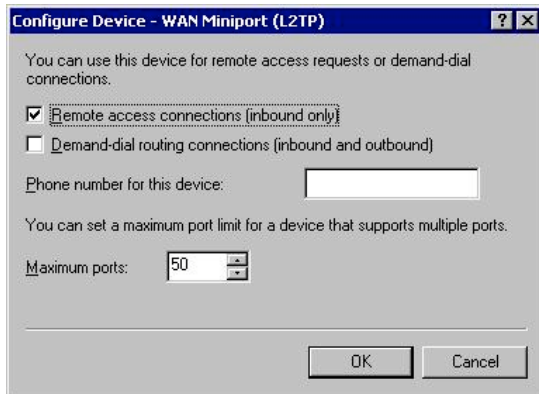 Configure Device - WAN Miniport (L2TP)
You can use this device for remote access requests or demand-dial
connections.
Remote access connections (inbound only)
Demand-dial routing connections (inbound and outbound)
Phone number for this device:
You can set a maximum port limit for a device that supports multiple ports.
Maximum ports: 50
OK Cancel